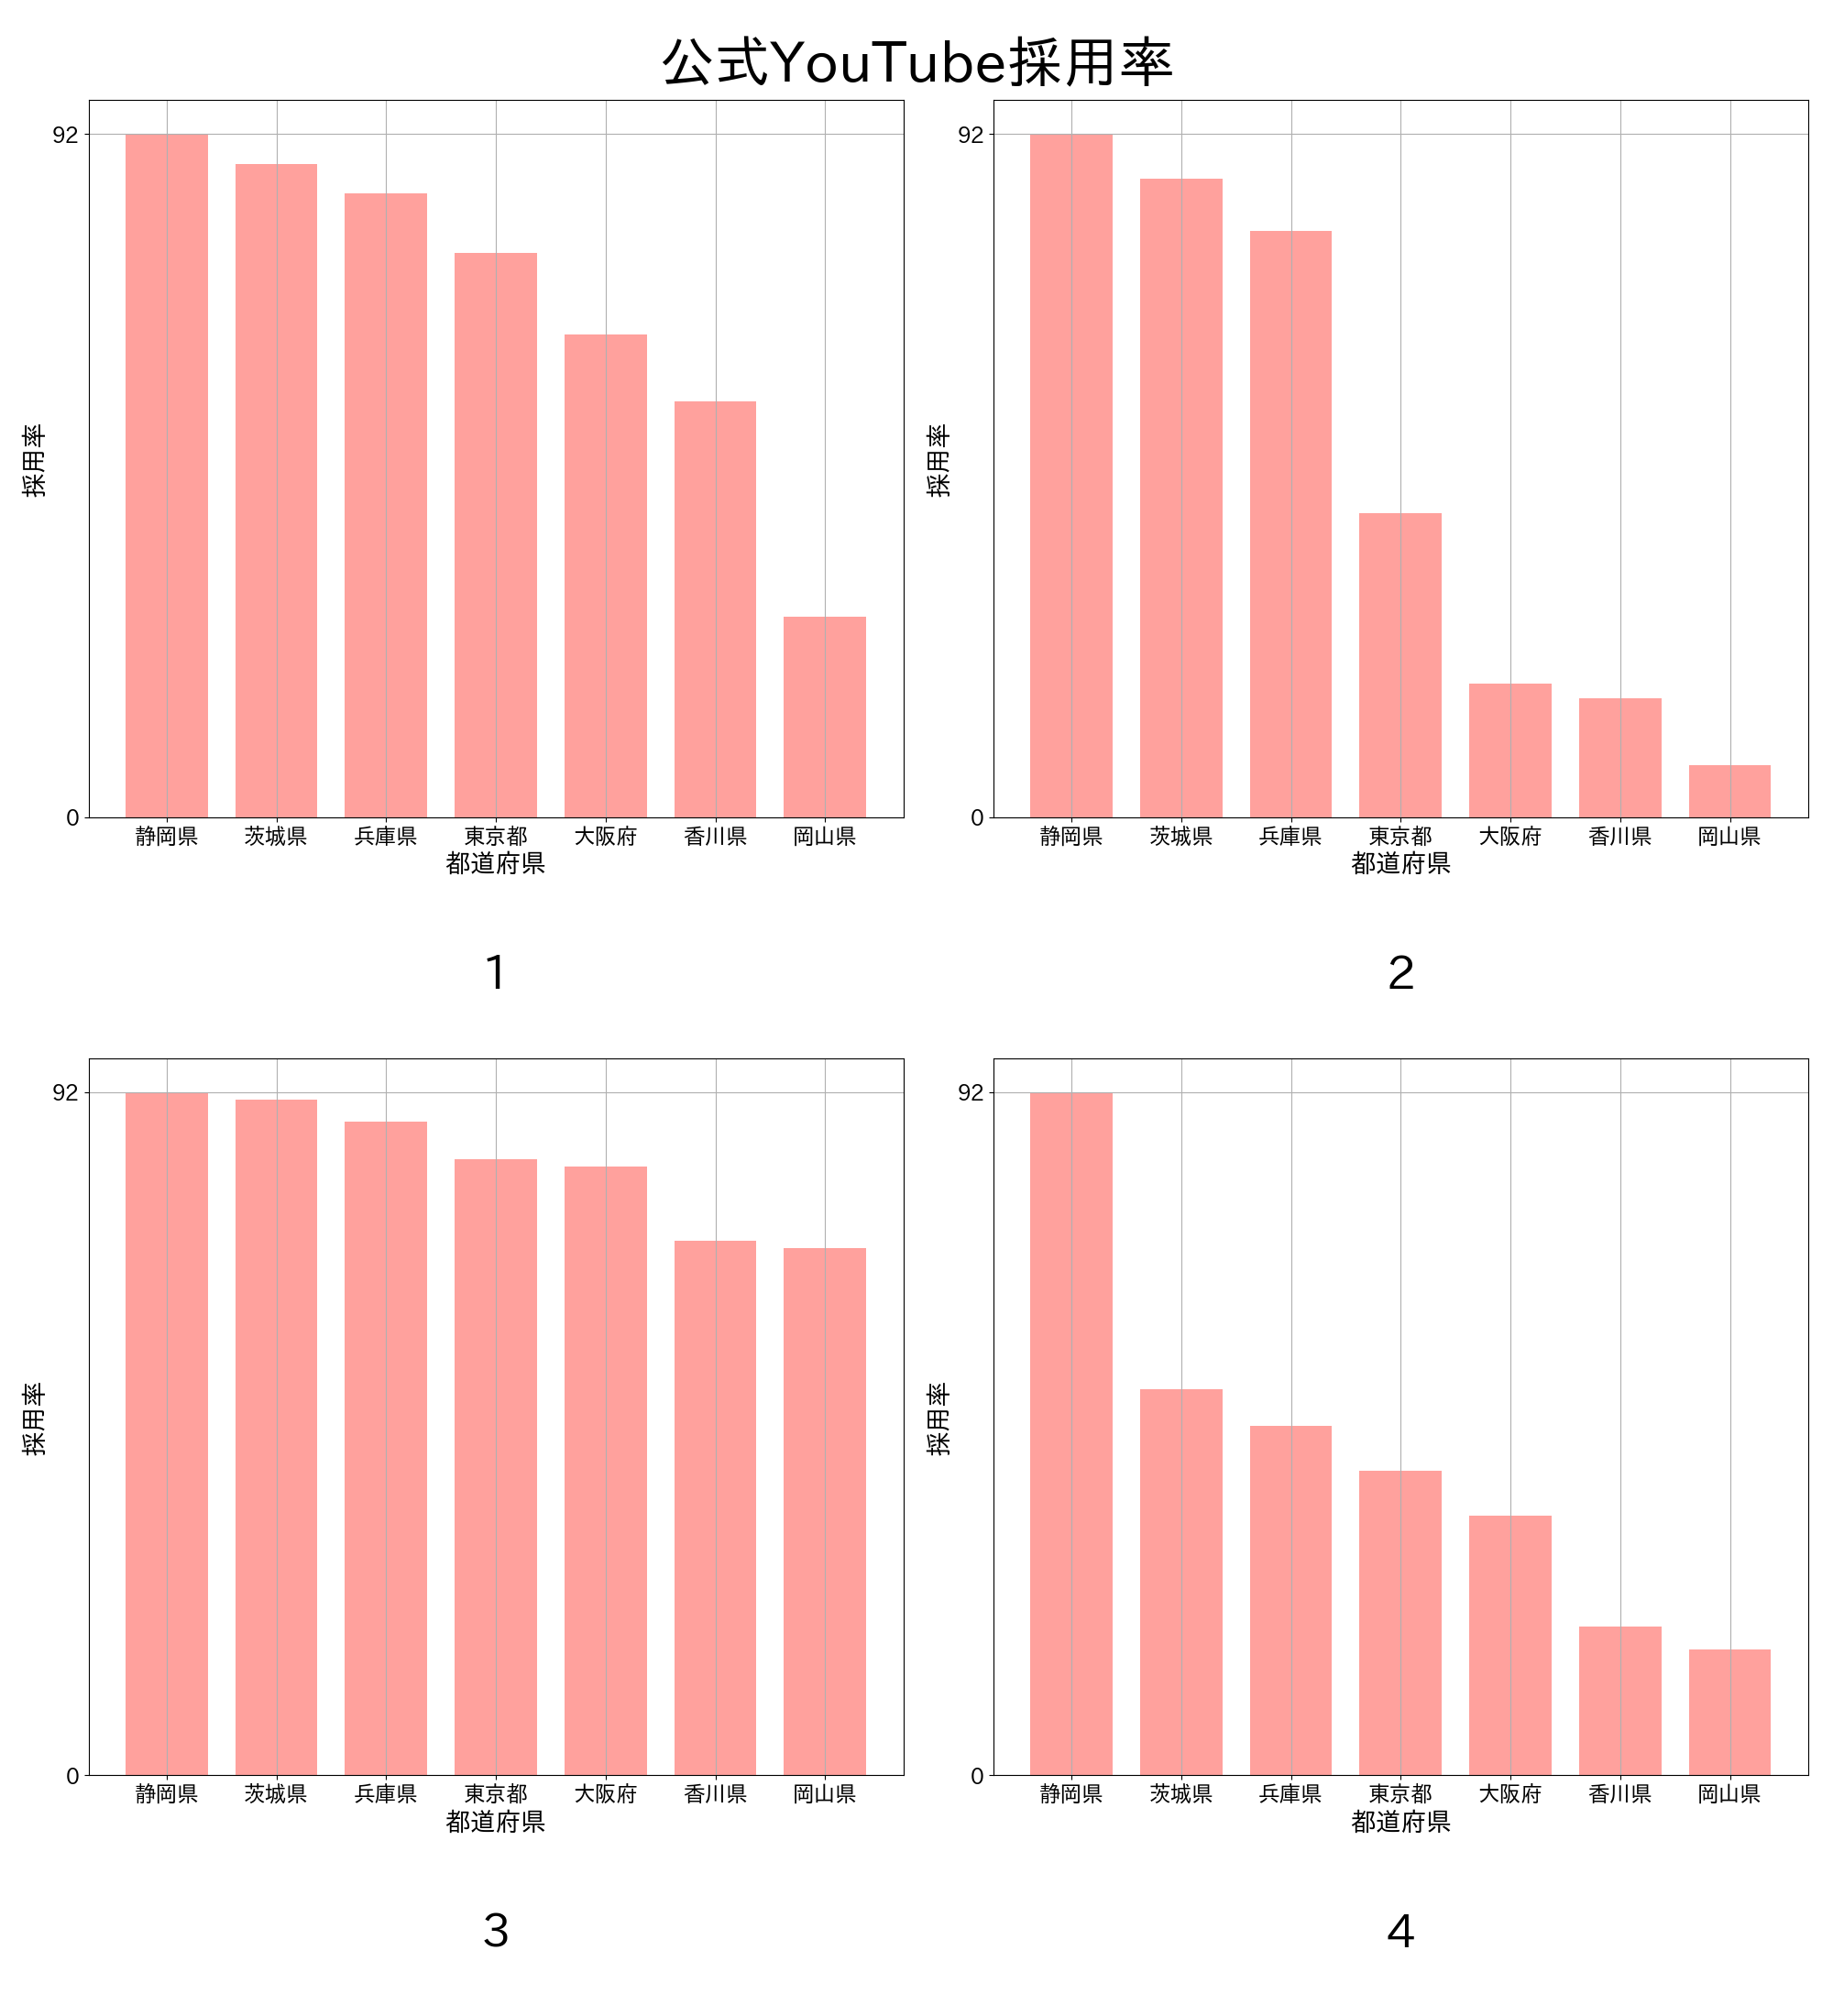 公式YouTube採用率
92
0
採用率
静岡県 茨城県 兵庫県 東京都 大阪府 香川県 岡山県
都道府県
1
92
0
採用率
静岡県 茨城県 兵庫県 東京都 大阪府 香川県 岡山県
都道府県
2
92
0
採用率
静岡県 茨城県 兵庫県 東京都 大阪府 香川県 岡山県
都道府県
3
92
0
採用率
静岡県 茨城県 兵庫県 東京都 大阪府 香川県 岡山県
都道府県
4